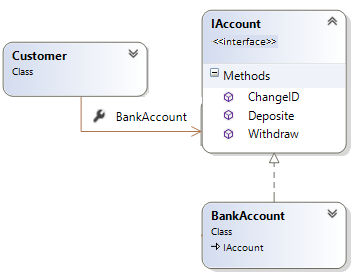 IAccount
<<interface>>
Methods
ChangeID
Deposite
Withdraw
Customer
Class
BankAccount
BankAccount
Class
IAccount